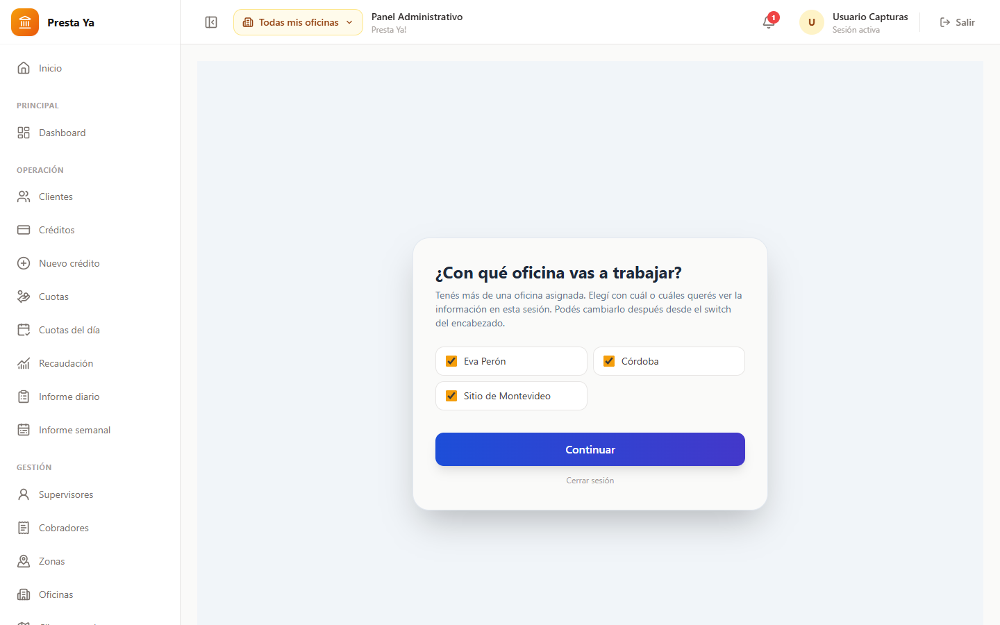 Presta Ya
Todas mis oficinas
Panel Administrativo
Presta Ya!
1
U
Usuario Capturas
Sesión activa
Salir
Inicio
PRINCIPAL
Dashboard
OPERACIÓN
Clientes
Créditos
Nuevo crédito
Cuotas
Cuotas del día
Recaudación
Informe diario
Informe semanal
GESTIÓN
Supervisores
Cobradores
Zonas
Oficinas
¿Con qué oficina vas a trabajar?
Tenés más de una oficina asignada. Elegí con cuál o cuáles querés ver la
información en esta sesión. Podés cambiarlo después desde el switch
del encabezado.
Eva Perón
Córdoba
Sitio de Montevideo
Continuar
Cerrar sesión